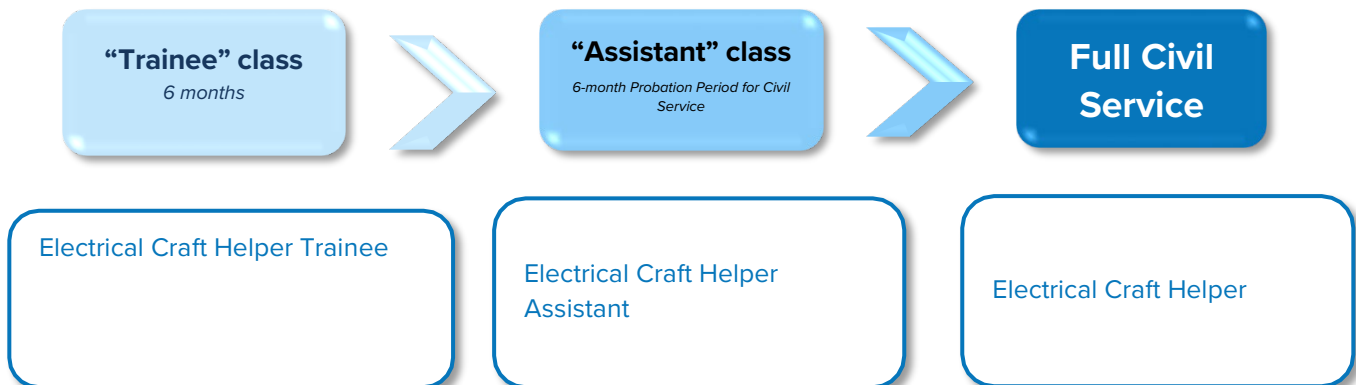 “Trainee” class
6 months
“Assistant” class
6-month Probation Period for Civil
Service
Full Civil
Service
Electrical Craft Helper Trainee
Electrical Craft Helper
Assistant
Electrical Craft Helper